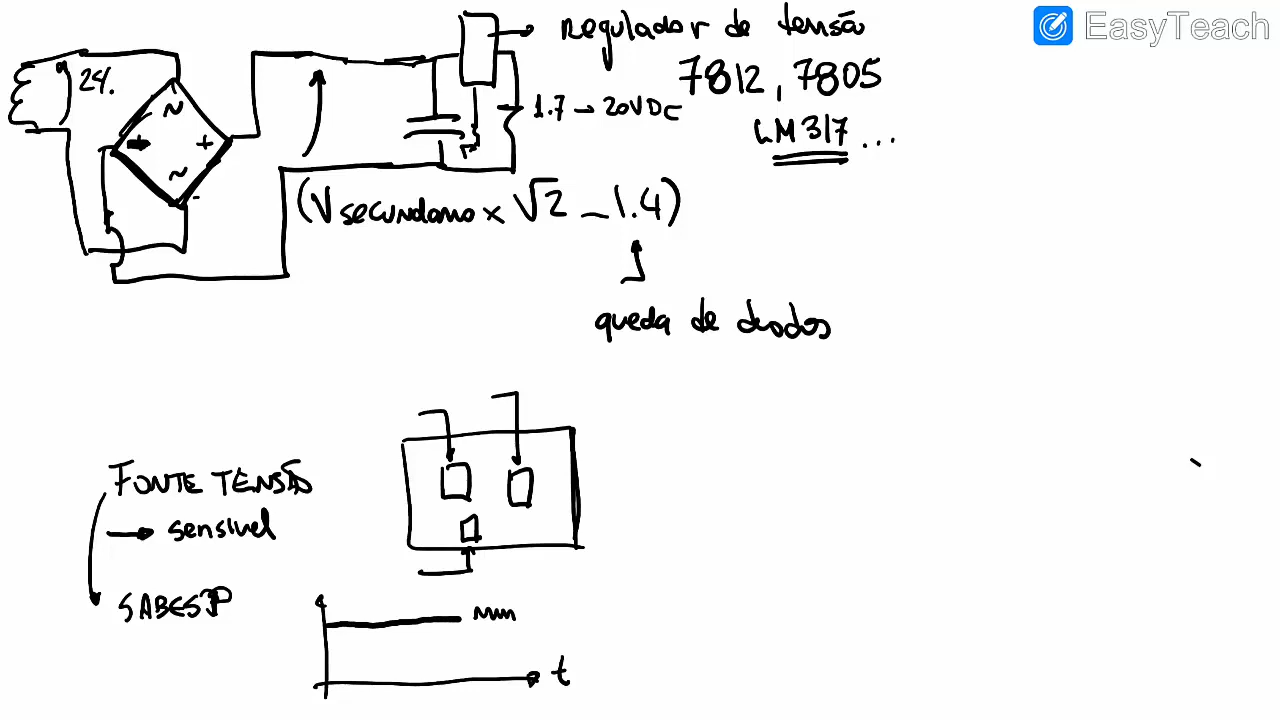 EasyTeach
Regulador de tensão
7812, 7805
LM317 ...
24.
~
+
~
-
1.7 → 20VDC
(Vsecundario x √2 - 1.4)
queda de diodos
FONTE TENSÃO
→ sensivel
SABESP
t